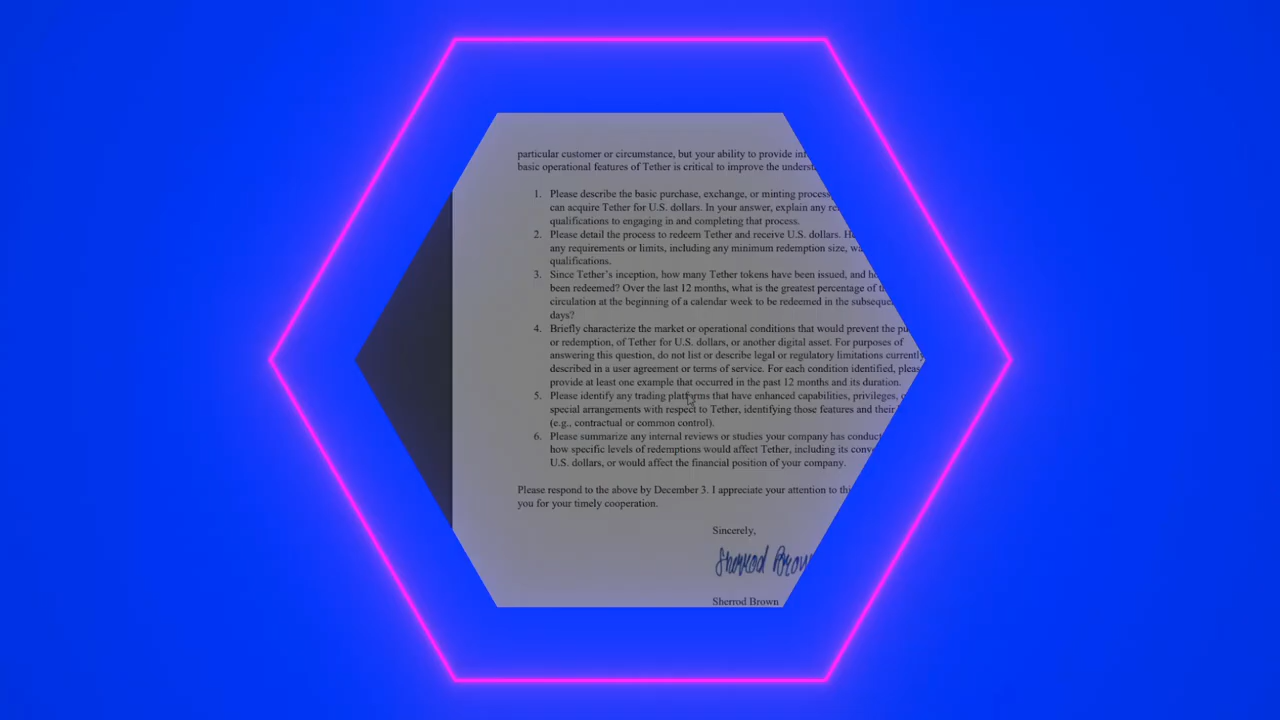 particular customer or circumstance, but your ability to provide
basic operational features of Tether is critical to improve the
1. Please describe the basic purchase, exchange, or minting
can acquire Tether for U.S. dollars. In your answer, explain any
qualifications to engaging in and completing that process.
2. Please detail the process to redeem Tether and receive U.S. dollars.
any requirements or limits, including any minimum redemption size,
qualifications.
3. Since Tether's inception, how many Tether tokens have been issued, and
been redeemed? Over the last 12 months, what is the greatest percentage of
circulation at the beginning of a calendar week to be redeemed in the
days?
4. Briefly characterize the market or operational conditions that would prevent the
or redemption, of Tether for U.S. dollars, or another digital asset. For purposes of
answering this question, do not list or describe legal or regulatory limitations currently
described in a user agreement or terms of service. For each condition identified,
provide at least one example that occurred in the past 12 months and its duration.
5. Please identify any trading platforms that have enhanced capabilities, privileges,
special arrangements with respect to Tether, identifying those features and their
(e.g., contractual or common control).
6. Please summarize any internal reviews or studies your company has
how specific levels of redemptions would affect Tether, including its
U.S. dollars, or would affect the financial position of your company.
Please respond to the above by December 3. I appreciate your attention to
you for your timely cooperation.
Sincerely,
Sherrod Brown
Sherrod Brown